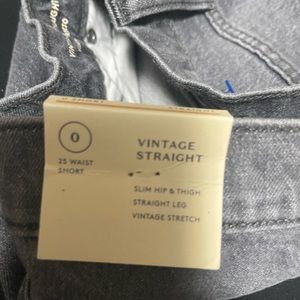 0
25 WAIST
SHORT
VINTAGE
STRAIGHT
SLIM HIP & THIGH
STRAIGHT LEG
VINTAGE STRETCH